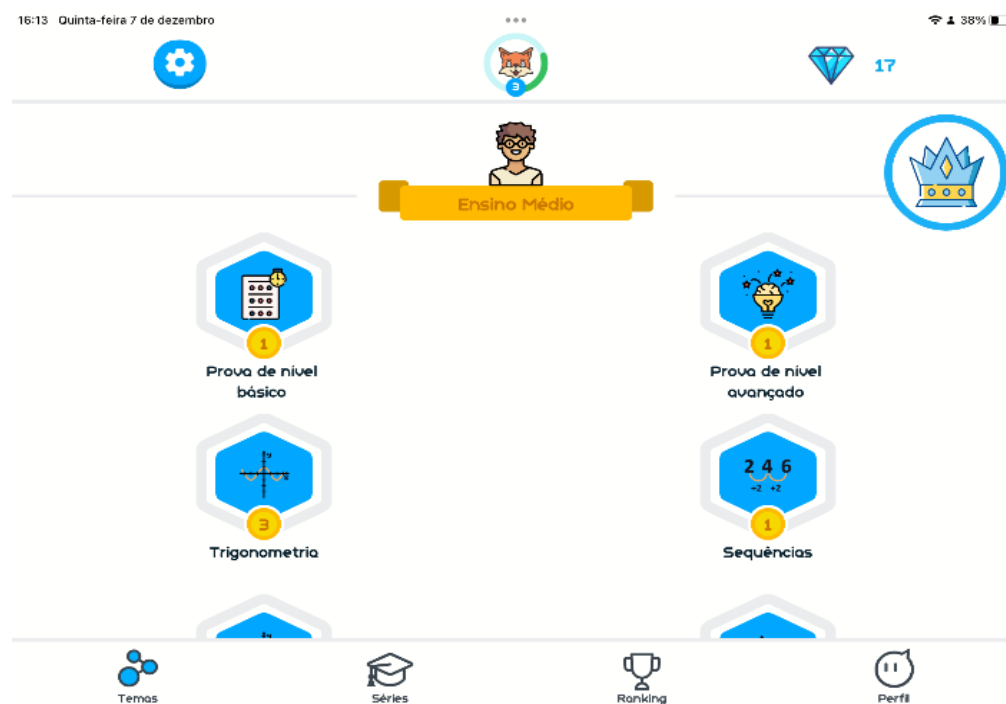 16:13 Quinta-feira 7 de dezembro
38%
3
17
Ensino Médio
1
1
Prova de nível
básico
Prova de nível
avançado
y
x
2 4 6
+2 +2
3
1
Trigonometria
Sequências
Temas
Séries
Ranking
Perfil